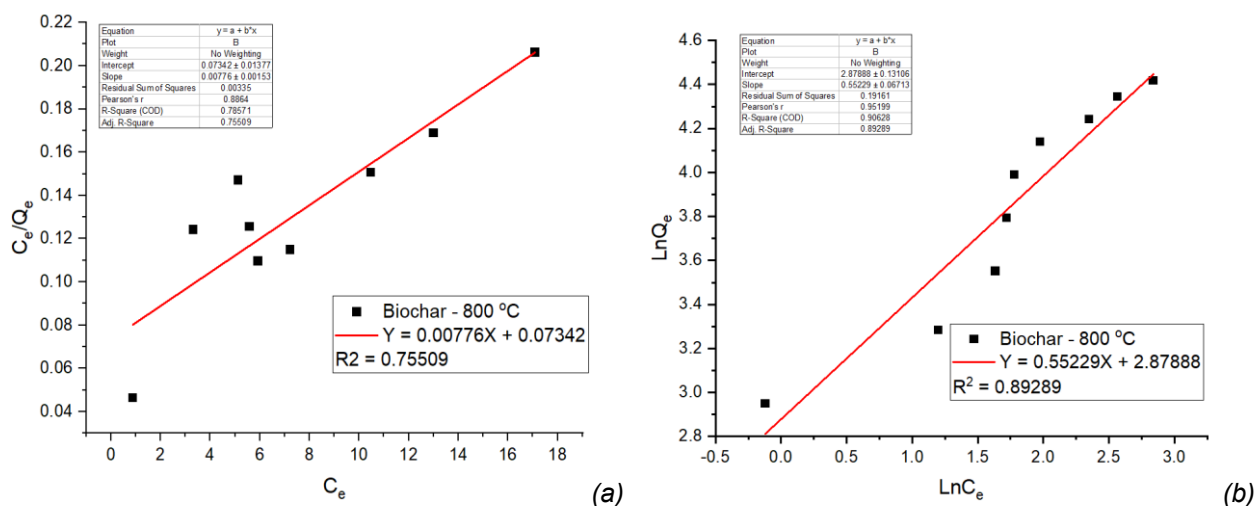 Equation y = a + b*x
Plot B
Weight No Weighting
Intercept 0.07342 ± 0.01377
Slope 0.00776 ± 0.00153
Residual Sum of Squares 0.00335
Pearson's r 0.8864
R-Square (COD) 0.78571
Adj. R-Square 0.75509
0.22
0.20
0.18
0.16
0.14
0.12
0.10
0.08
0.06
0.04
C_e/Q_e
Biochar - 800 °C
Y = 0.00776X + 0.07342
R2 = 0.75509
0 2 4 6 8 10 12 14 16 18
C_e
(a)
Equation y = a + b*x
Plot B
Weight No Weighting
Intercept 2.87888 ± 0.13106
Slope 0.55229 ± 0.06713
Residual Sum of Squares 0.19161
Pearson's r 0.95199
R-Square (COD) 0.90628
Adj. R-Square 0.89289
4.6
4.4
4.2
4.0
3.8
3.6
3.4
3.2
3.0
2.8
LnQ_e
Biochar - 800 °C
Y = 0.55229X + 2.87888
R² = 0.89289
-0.5 0.0 0.5 1.0 1.5 2.0 2.5 3.0
LnC_e
(b)